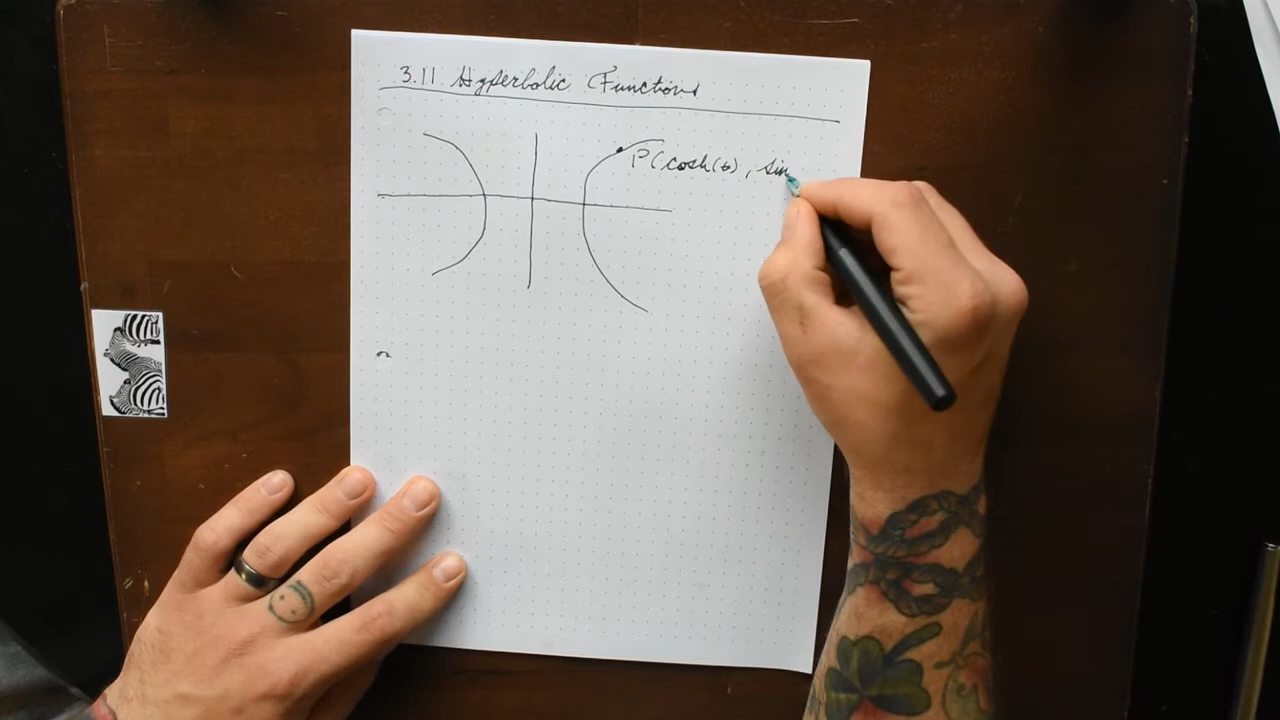 3.11 Hyperbolic Functions
P(cosh(t), sin